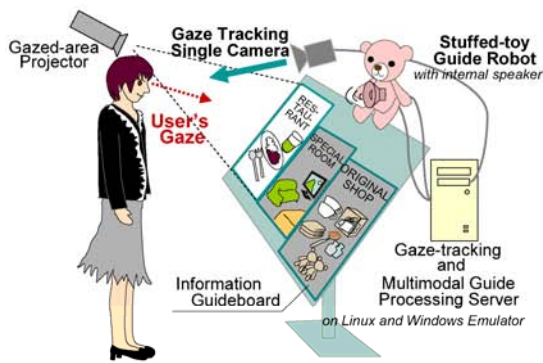 Gazed-area
Projector
Gaze Tracking
Single Camera
Stuffed-toy
Guide Robot
with internal speaker
User's
Gaze
RES-
TAU-
RANT
SPECIAL
ROOM
ORIGINAL
SHOP
Information
Guideboard
Gaze-tracking
and
Multimodal Guide
Processing Server
on Linux and Windows Emulator